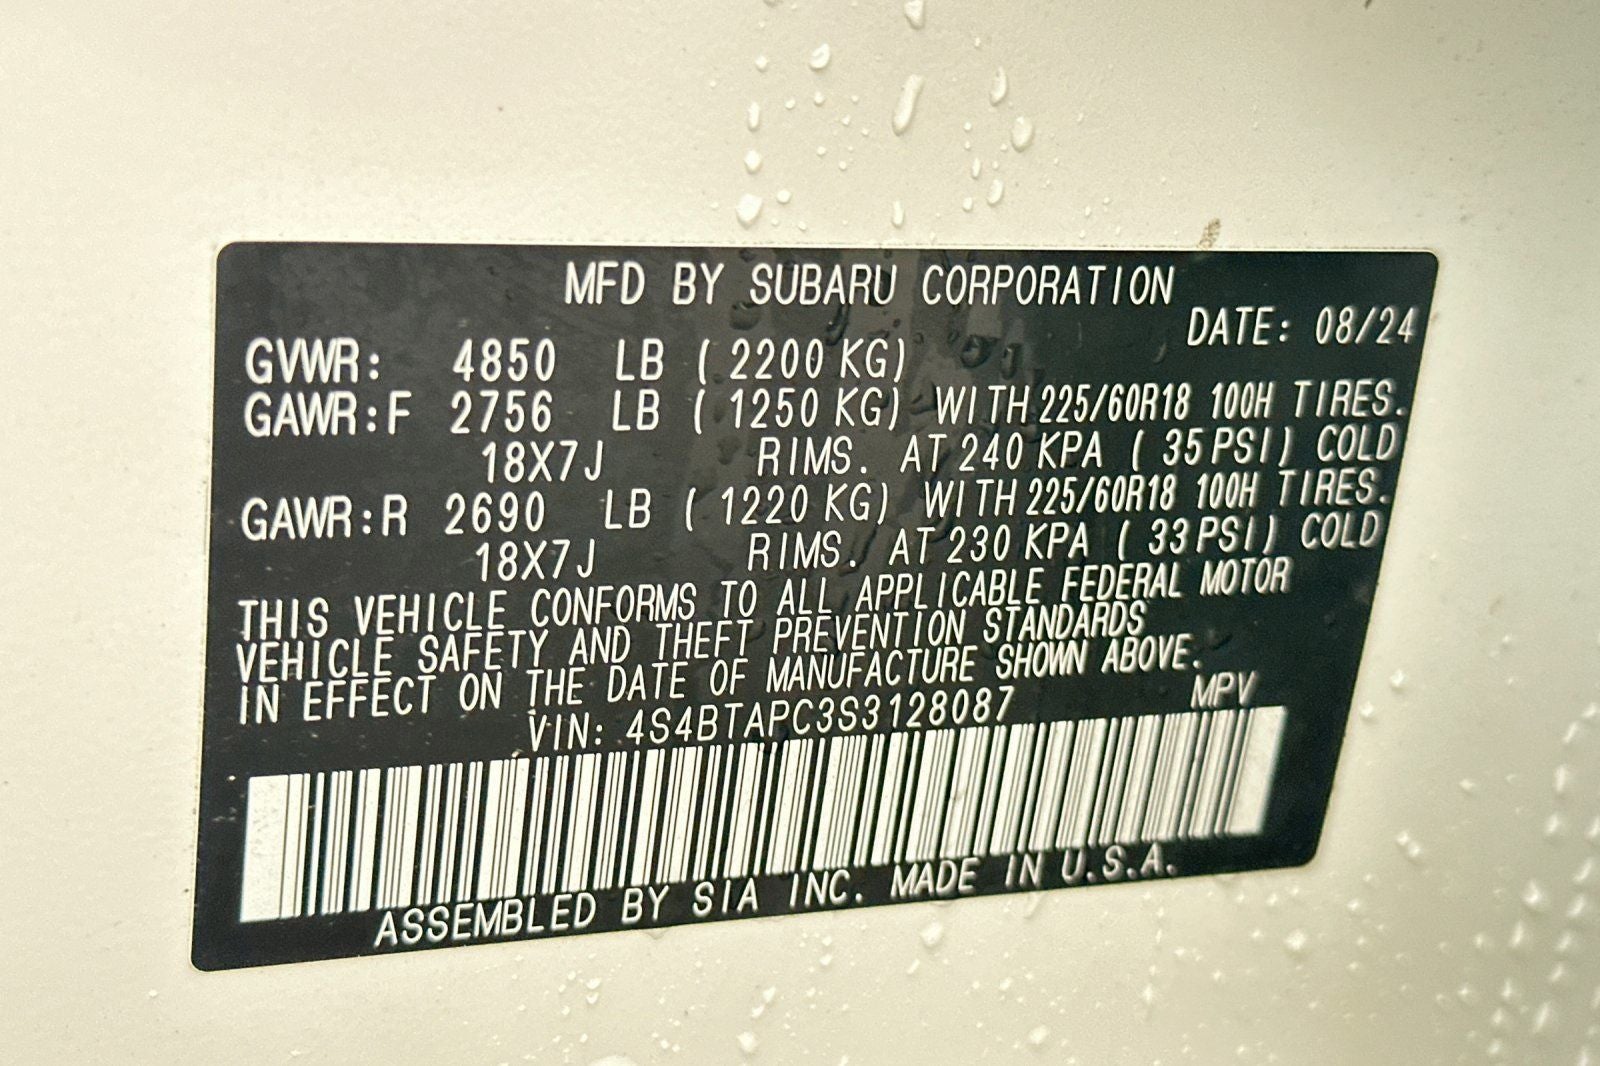 MFD BY SUBARU CORPORATION
DATE: 08/24
GVWR: 4850 LB ( 2200 KG)
GAWR:F 2756 LB ( 1250 KG) WITH 225/60R18 100H TIRES.
18X7J RIMS. AT 240 KPA ( 35 PSI) COLD
GAWR:R 2690 LB ( 1220 KG) WITH 225/60R18 100H TIRES.
18X7J RIMS. AT 230 KPA ( 33 PSI) COLD
THIS VEHICLE CONFORMS TO ALL APPLICABLE FEDERAL MOTOR
VEHICLE SAFETY AND THEFT PREVENTION STANDARDS
IN EFFECT ON THE DATE OF MANUFACTURE SHOWN ABOVE.
VIN: 4S4BTAPC3S3128087 MPV
ASSEMBLED BY SIA INC. MADE IN U.S.A.